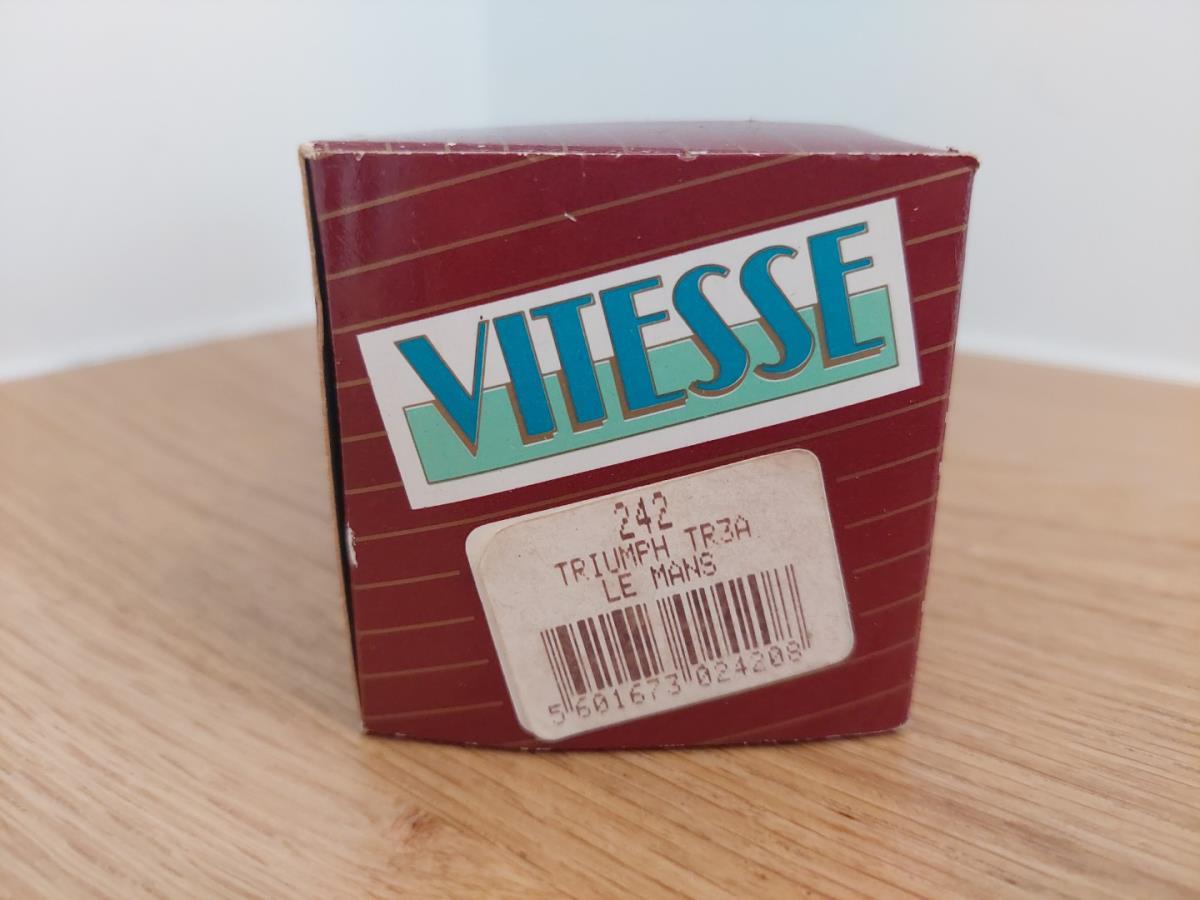 VITESSE
242
TRIUMPH TR3A
LE MANS
5 601673 024208